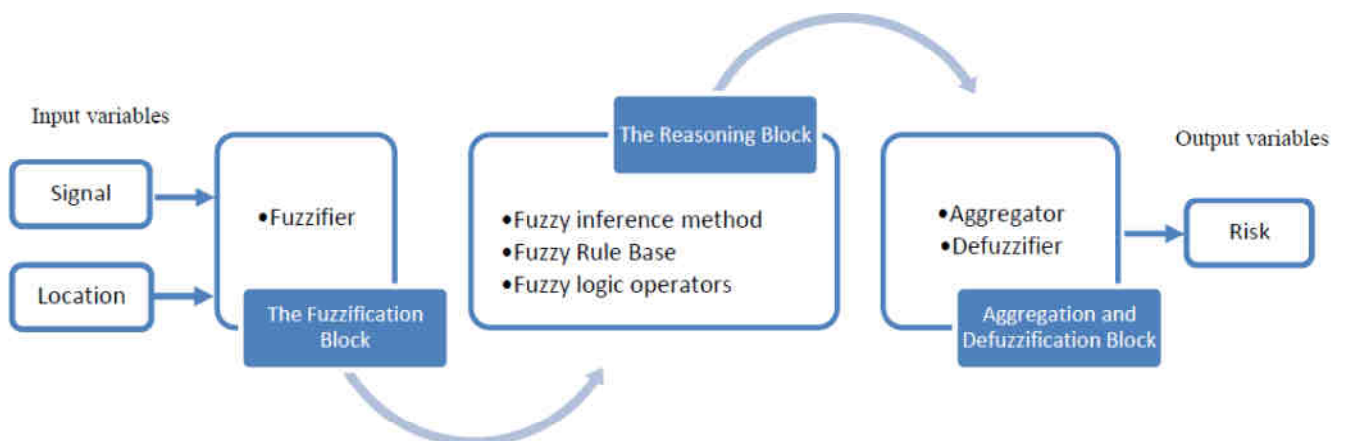 Input variables
Signal
Location
•Fuzzifier
The Fuzzification
Block
The Reasoning Block
•Fuzzy inference method
•Fuzzy Rule Base
•Fuzzy logic operators
•Aggregator
•Defuzzifier
Aggregation and
Defuzzification Block
Output variables
Risk